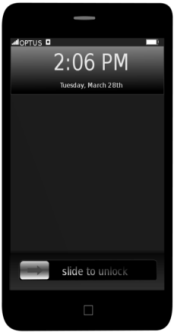 OPTUS
2:06 PM
Tuesday, March 28th
slide to unlock